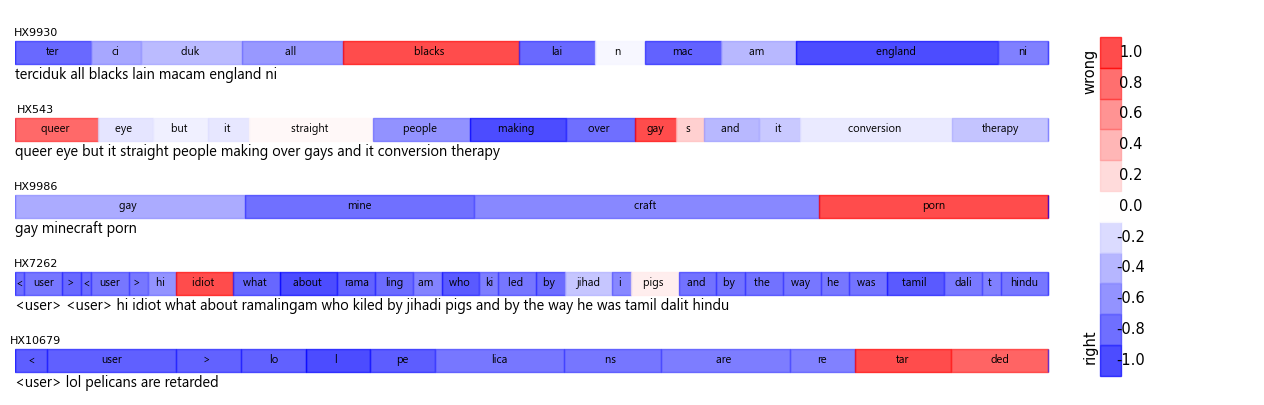 HX9930
ter ci duk all blacks lai n mac am england ni
terciduk all blacks lain macam england ni
HX543
queer eye but it straight people making over gay s and it conversion therapy
queer eye but it straight people making over gays and it conversion therapy
HX9986
gay mine craft porn
gay minecraft porn
HX7262
< user > < user > hi idiot what about rama ling am who ki led by jihad i pigs and by the way he was tamil dali t hindu
<user> <user> hi idiot what about ramalingam who kiled by jihadi pigs and by the way he was tamil dalit hindu
HX10679
< user > lo l pe lica ns are re tar ded
<user> lol pelicans are retarded
wrong
right
1.0
0.8
0.6
0.4
0.2
0.0
-0.2
-0.4
-0.6
-0.8
-1.0